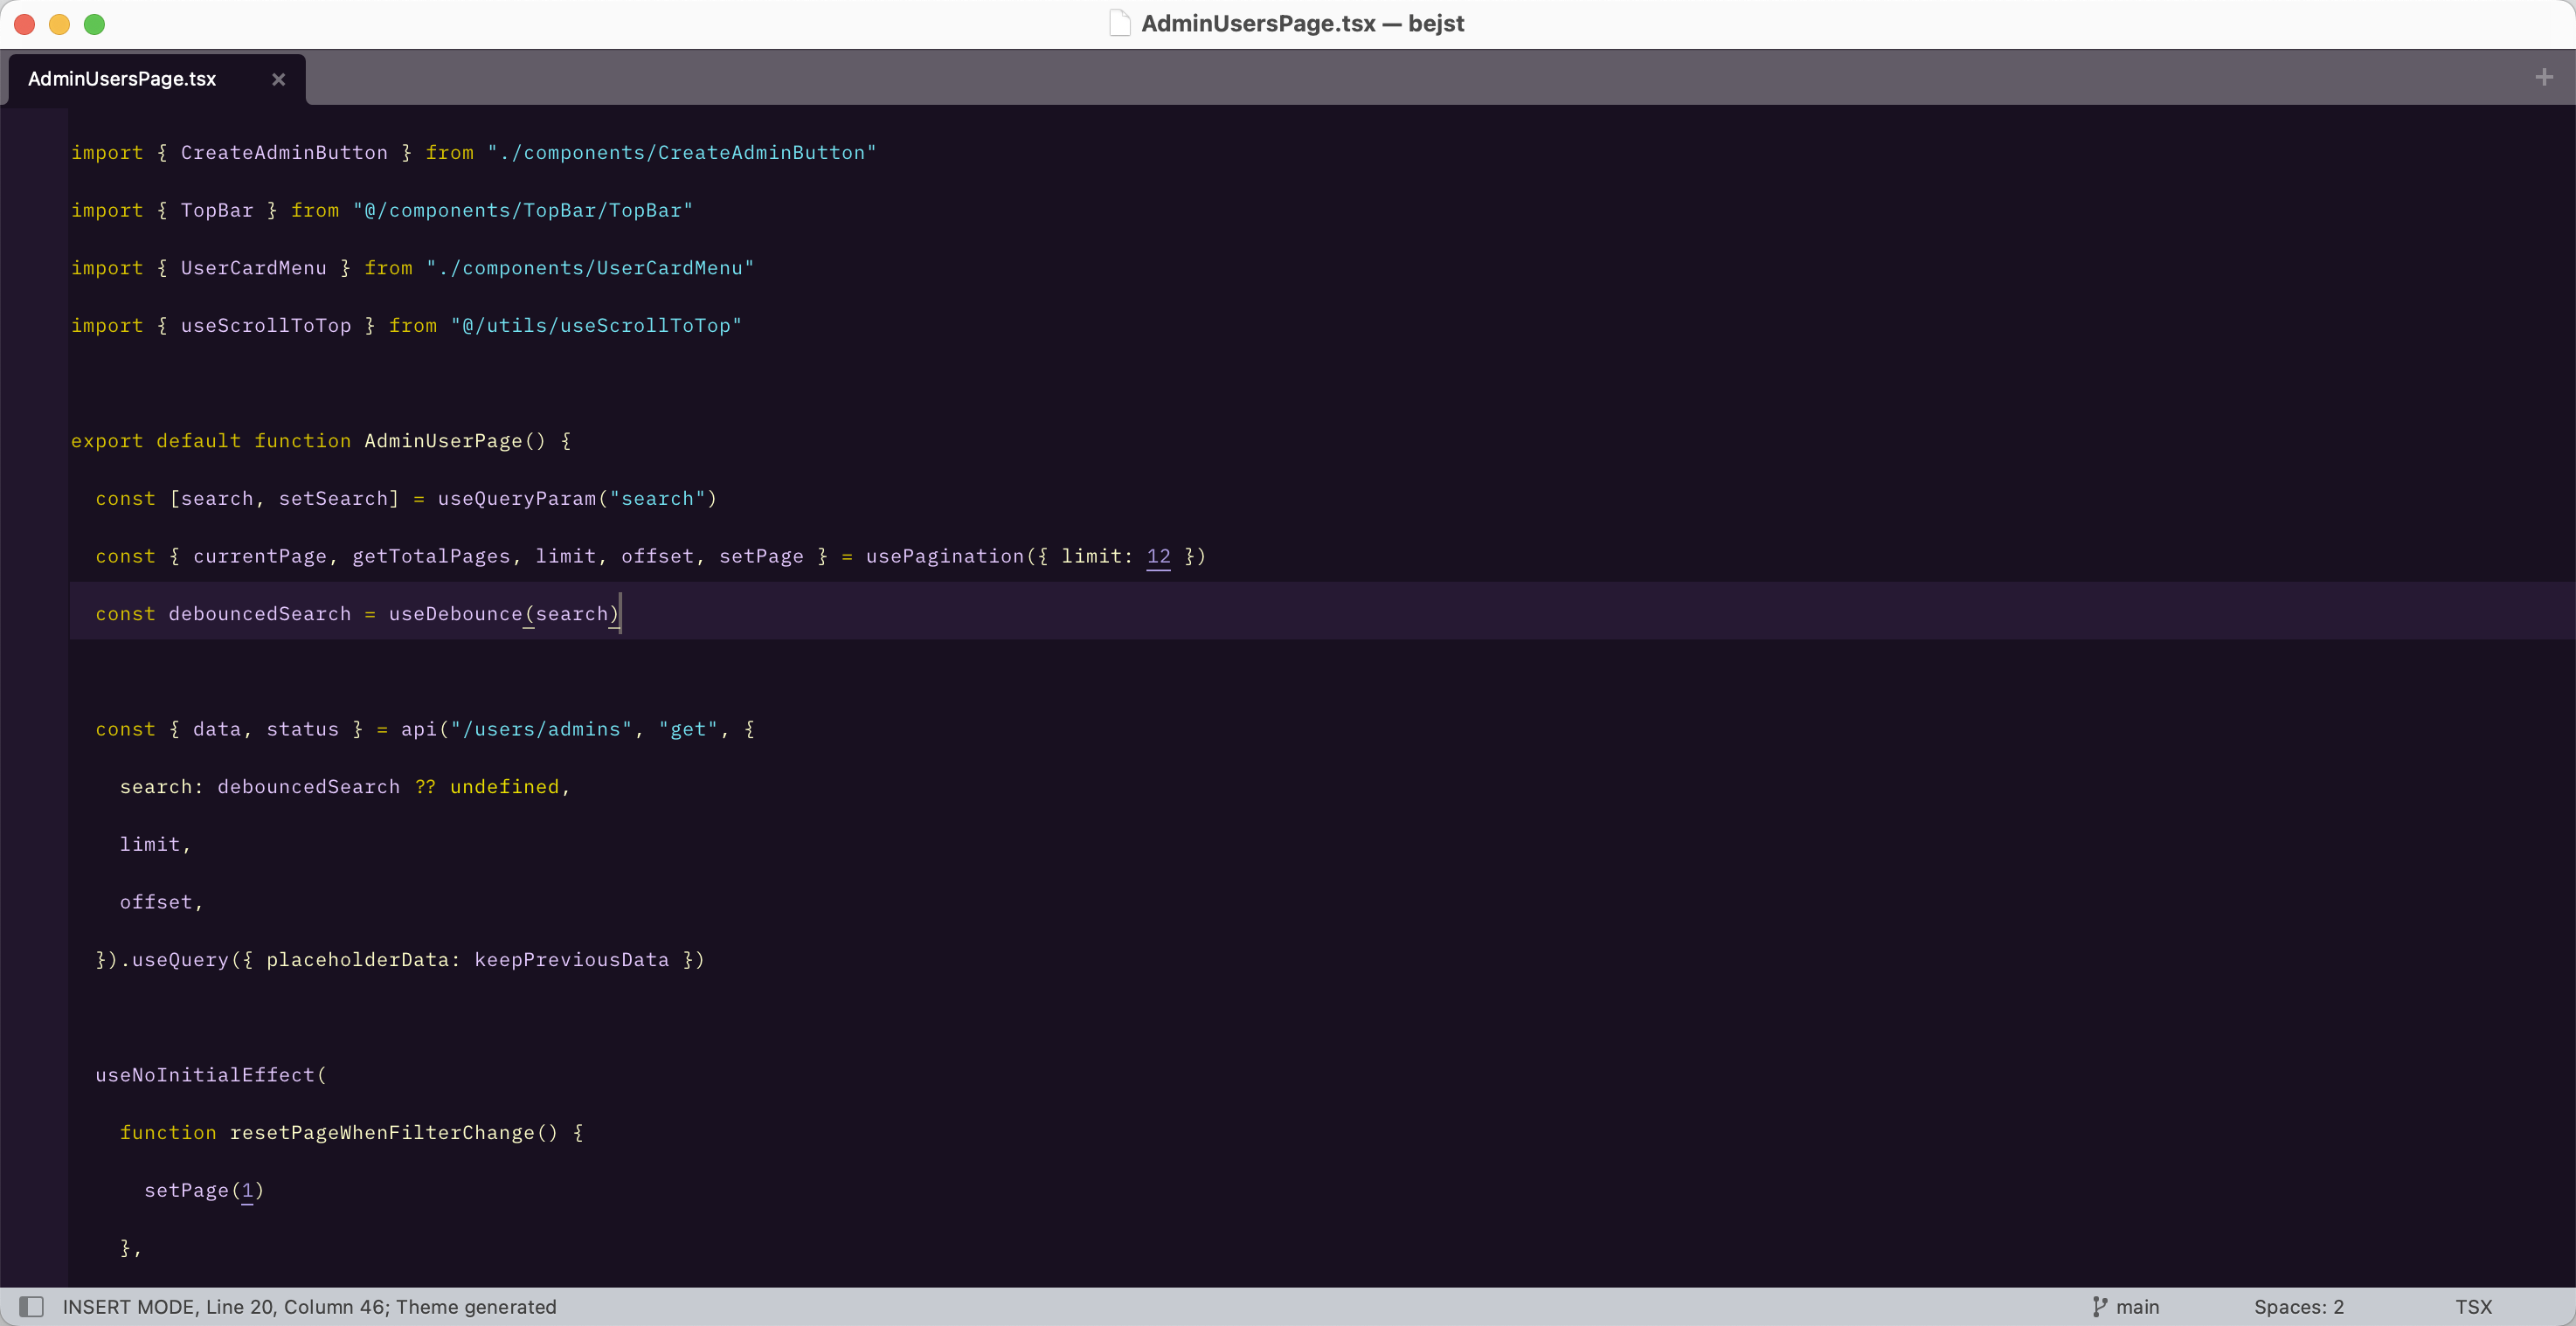 AdminUsersPage.tsx — bejst
AdminUsersPage.tsx
import { CreateAdminButton } from "./components/CreateAdminButton"
import { TopBar } from "@/components/TopBar/TopBar"
import { UserCardMenu } from "./components/UserCardMenu"
import { useScrollToTop } from "@/utils/useScrollToTop"
export default function AdminUserPage() {
  const [search, setSearch] = useQueryParam("search")
  const { currentPage, getTotalPages, limit, offset, setPage } = usePagination({ limit: 12 })
  const debouncedSearch = useDebounce(search)
  const { data, status } = api("/users/admins", "get", {
    search: debouncedSearch ?? undefined,
    limit,
    offset,
  }).useQuery({ placeholderData: keepPreviousData })
  useNoInitialEffect(
    function resetPageWhenFilterChange() {
      setPage(1)
    },
INSERT MODE, Line 20, Column 46; Theme generated
main
Spaces: 2
TSX